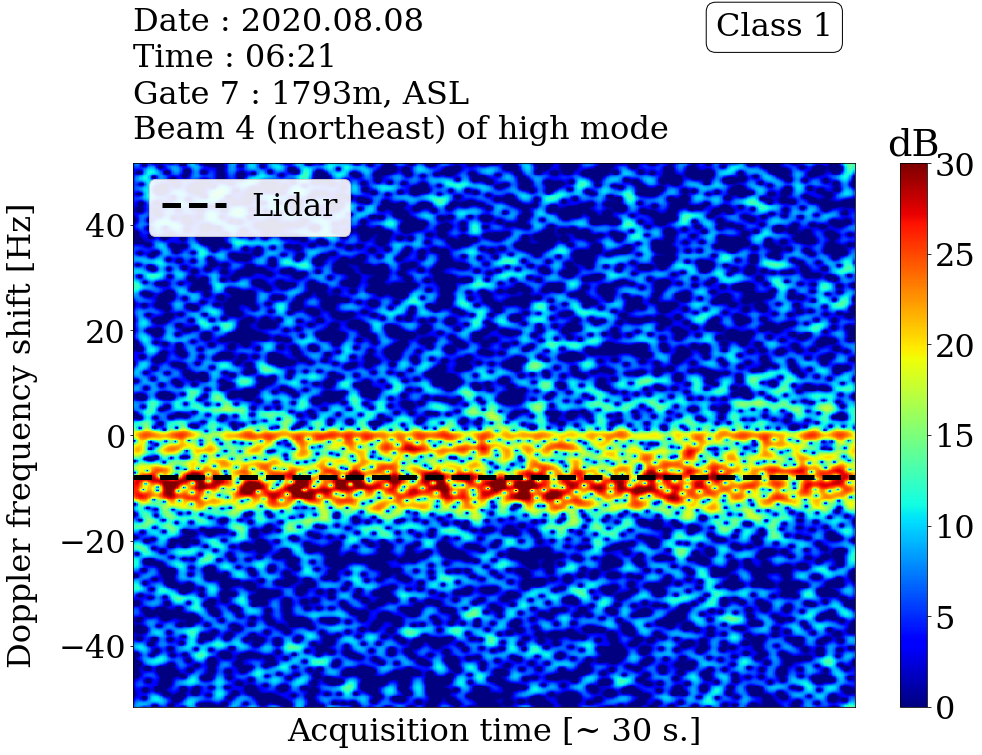 Date : 2020.08.08
Time : 06:21
Gate 7 : 1793m, ASL
Beam 4 (northeast) of high mode
Class 1
dB
Lidar
Doppler frequency shift [Hz]
40
20
0
−20
−40
Acquisition time [~ 30 s.]
30
25
20
15
10
5
0